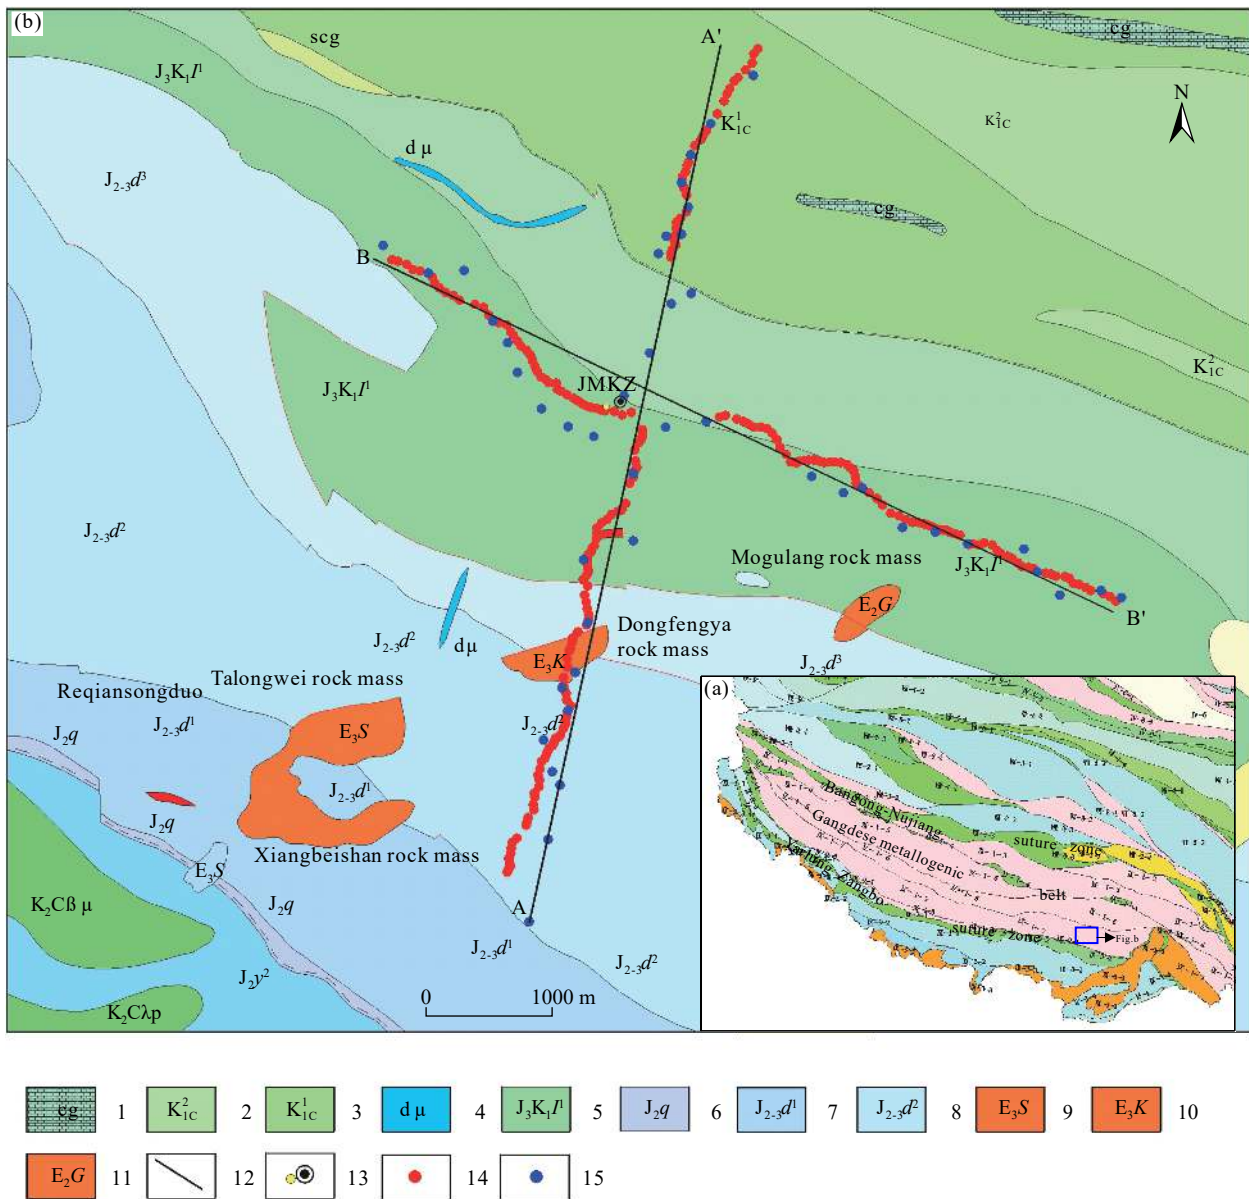 (b)
scg
A'
cg
J₃K₁l¹
K₁C¹
K₁C²
N
dμ
J₂₋₃d³
cg
B
K₁C²
J₃K₁l¹
JMKZ
J₂₋₃d²
Mogulang rock mass
J₃K₁l¹
E₂G
B'
J₂₋₃d²
dμ
Dongfengya
rock mass
E₃K
J₂₋₃d³
Reqiansongduo
Talongwei rock mass
J₂q
J₂₋₃d¹
E₃S
J₂₋₃d²
J₂₋₃d¹
J₂q
Xiangbeishan rock mass
E₃S
K₂Cβμ
J₂q
A
J₂₋₃d¹
J₂₋₃d²
J₂y²
K₂Cλp
0 1000 m
(a)
Bangong-Nujiang
suture zone
Gangdese metallogenic
belt
Yarlung Zangbo
suture zone
Fig.b
cg 1
K₁C² 2
K₁C¹ 3
dμ 4
J₃K₁l¹ 5
J₂q 6
J₂₋₃d¹ 7
J₂₋₃d² 8
E₃S 9
E₃K 10
E₂G 11
12
13
14
15